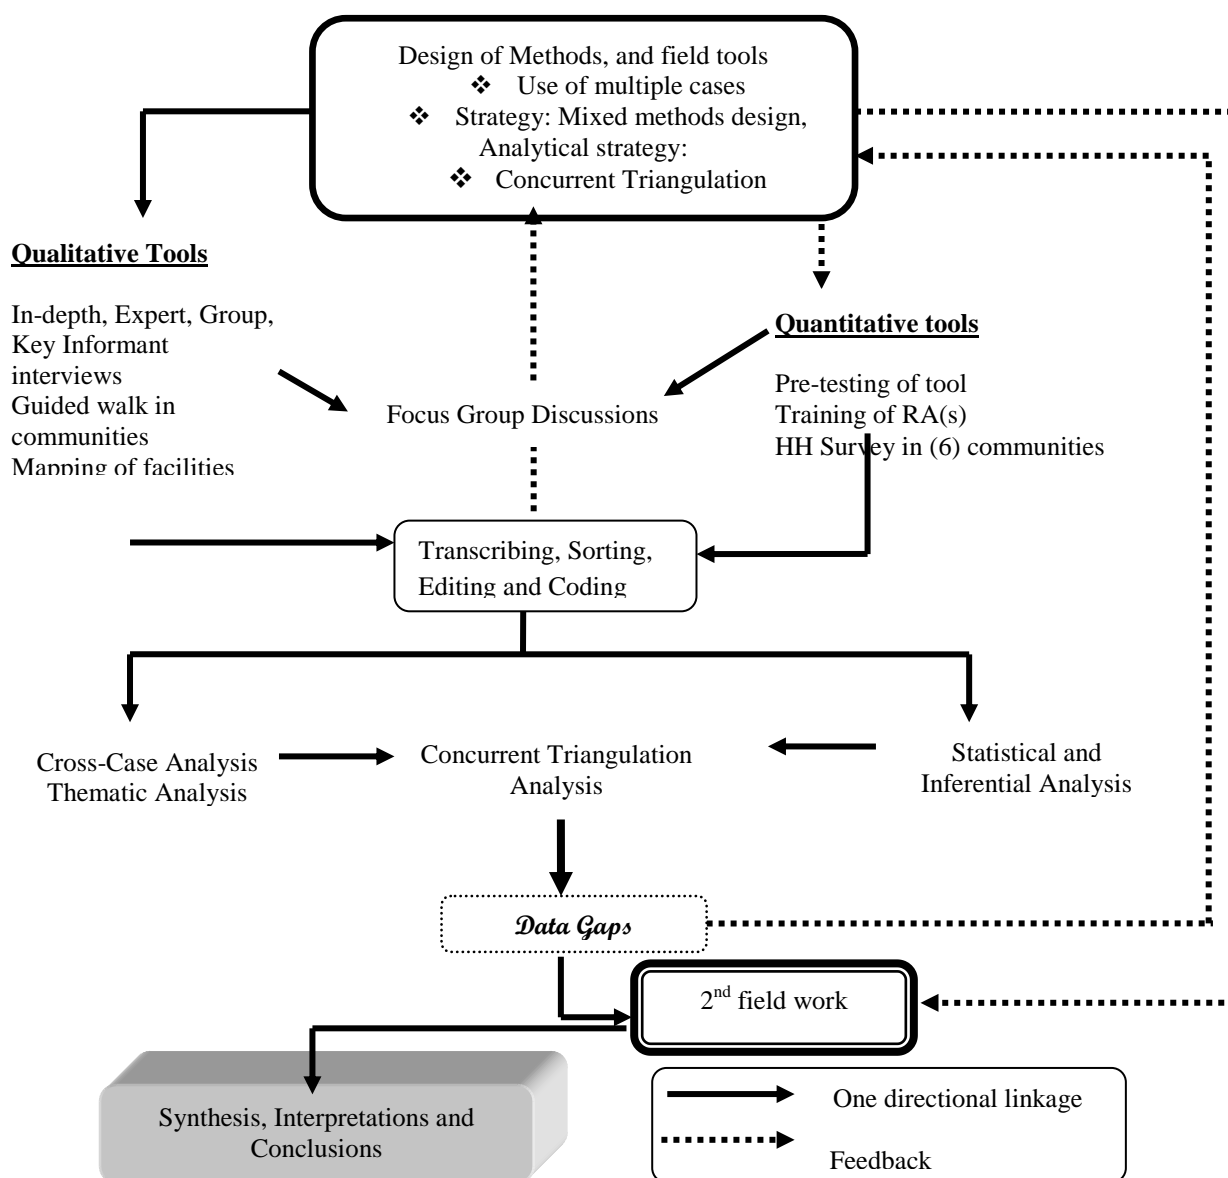 Design of Methods, and field tools
❖ Use of multiple cases
❖ Strategy: Mixed methods design,
Analytical strategy:
❖ Concurrent Triangulation
Qualitative Tools
In-depth, Expert, Group,
Key Informant
interviews
Guided walk in
communities
Mapping of facilities
Focus Group Discussions
Quantitative tools
Pre-testing of tool
Training of RA(s)
HH Survey in (6) communities
Transcribing, Sorting,
Editing and Coding
Cross-Case Analysis
Thematic Analysis
Concurrent Triangulation
Analysis
Statistical and
Inferential Analysis
Data Gaps
2nd field work
Synthesis, Interpretations and
Conclusions
One directional linkage
Feedback